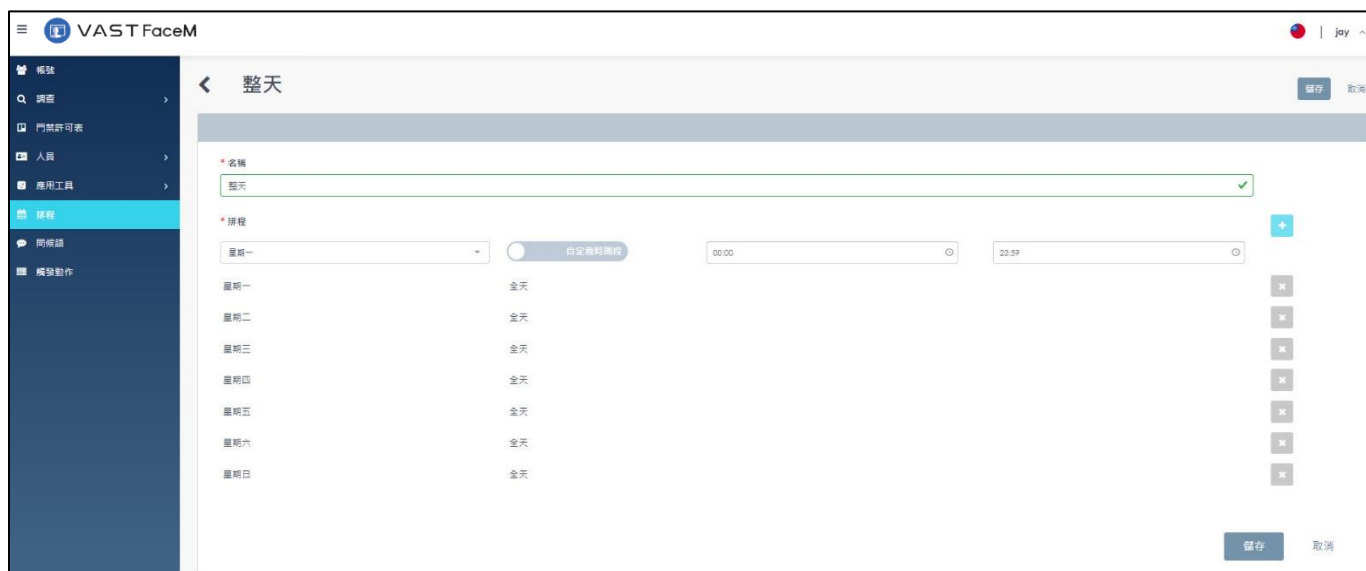 VAST FaceM
| jay
帳號
調查
門禁許可表
人員
應用工具
排程
問候語
觸發動作
整天
儲存 取消
* 名稱
整天
* 排程
星期一 自定義時間段 00:00 23:59
星期一 全天
星期二 全天
星期三 全天
星期四 全天
星期五 全天
星期六 全天
星期日 全天
儲存 取消